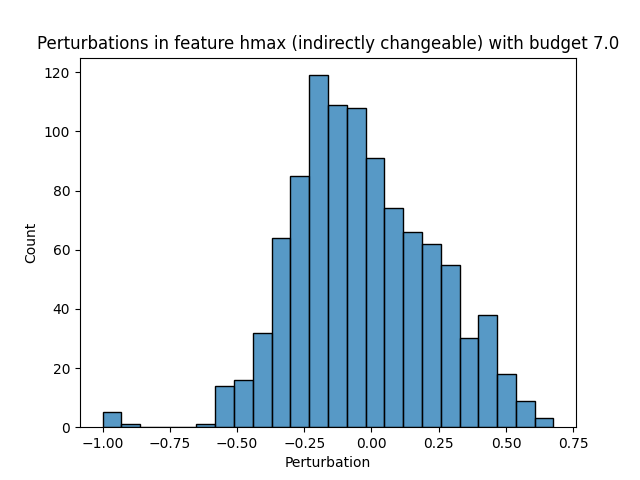 Perturbations in feature hmax (indirectly changeable) with budget 7.0
120
100
80
60
40
20
0
Count
−1.00 −0.75 −0.50 −0.25 0.00 0.25 0.50 0.75
Perturbation